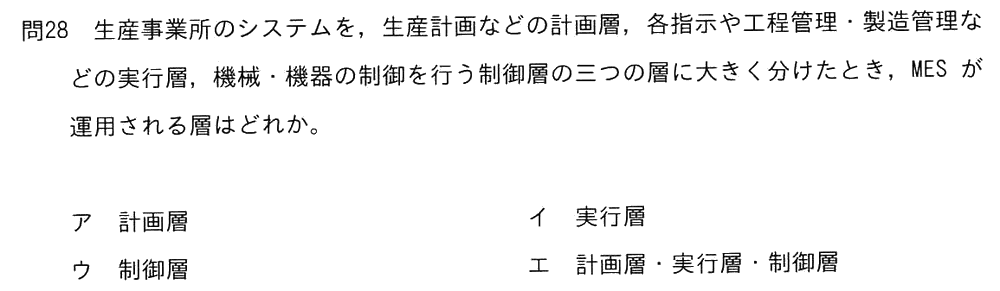 問28 生産事業所のシステムを，生産計画などの計画層，各指示や工程管理・製造管理な
どの実行層，機械・機器の制御を行う制御層の三つの層に大きく分けたとき，MES が
運用される層はどれか。
ア 計画層 イ 実行層
ウ 制御層 エ 計画層・実行層・制御層